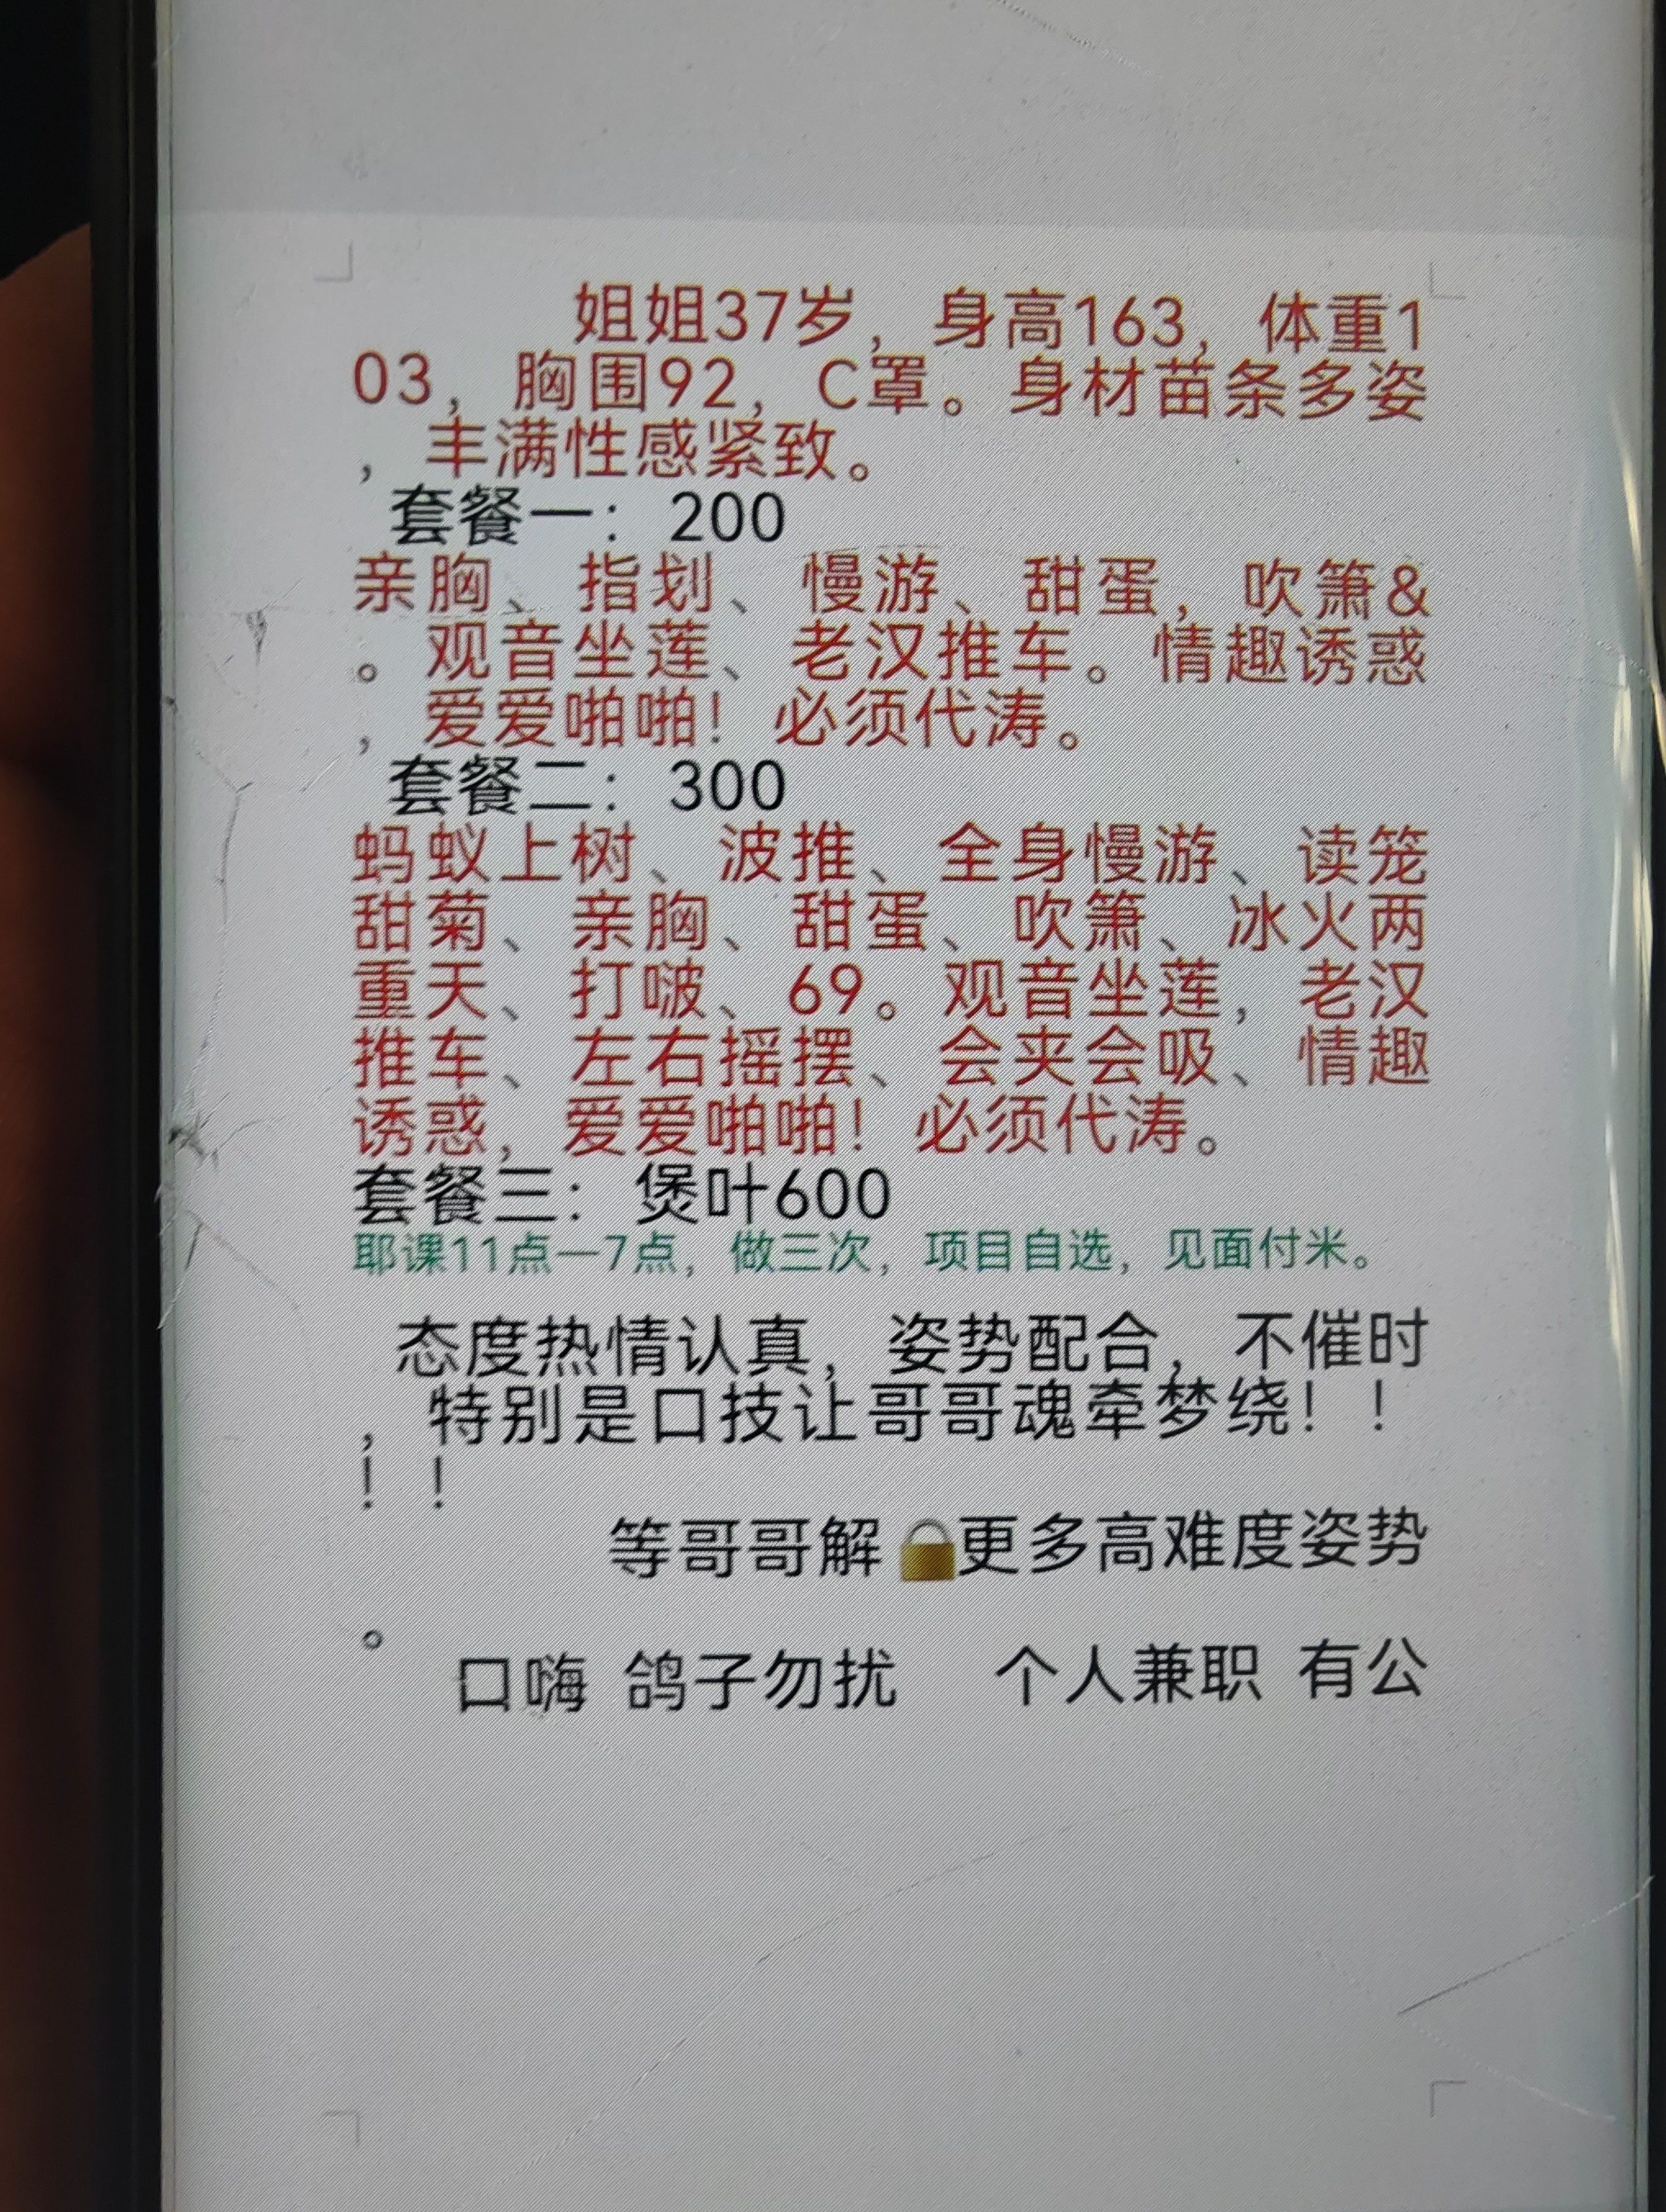 姐姐37岁，身高163，体重1
03，胸围92，C罩。身材苗条多姿
，丰满性感紧致。
套餐一：200
亲胸、指划、慢游、甜蛋，吹箫&
。观音坐莲、老汉推车。情趣诱惑
，爱爱啪啪！必须代涛。
套餐二：300
蚂蚁上树、波推、全身慢游、读笼
甜菊、亲胸、甜蛋、吹箫、冰火两
重天、打啵、69。观音坐莲，老汉
推车、左右摇摆、会夹会吸、情趣
诱惑，爱爱啪啪！必须代涛。
套餐三：煲叶600
耶课11点—7点，做三次，项目自选，见面付米。
态度热情认真，姿势配合，不催时
，特别是口技让哥哥魂牵梦绕！！
！！
等哥哥解🔒更多高难度姿势
。
口嗨 鸽子勿扰 个人兼职 有公